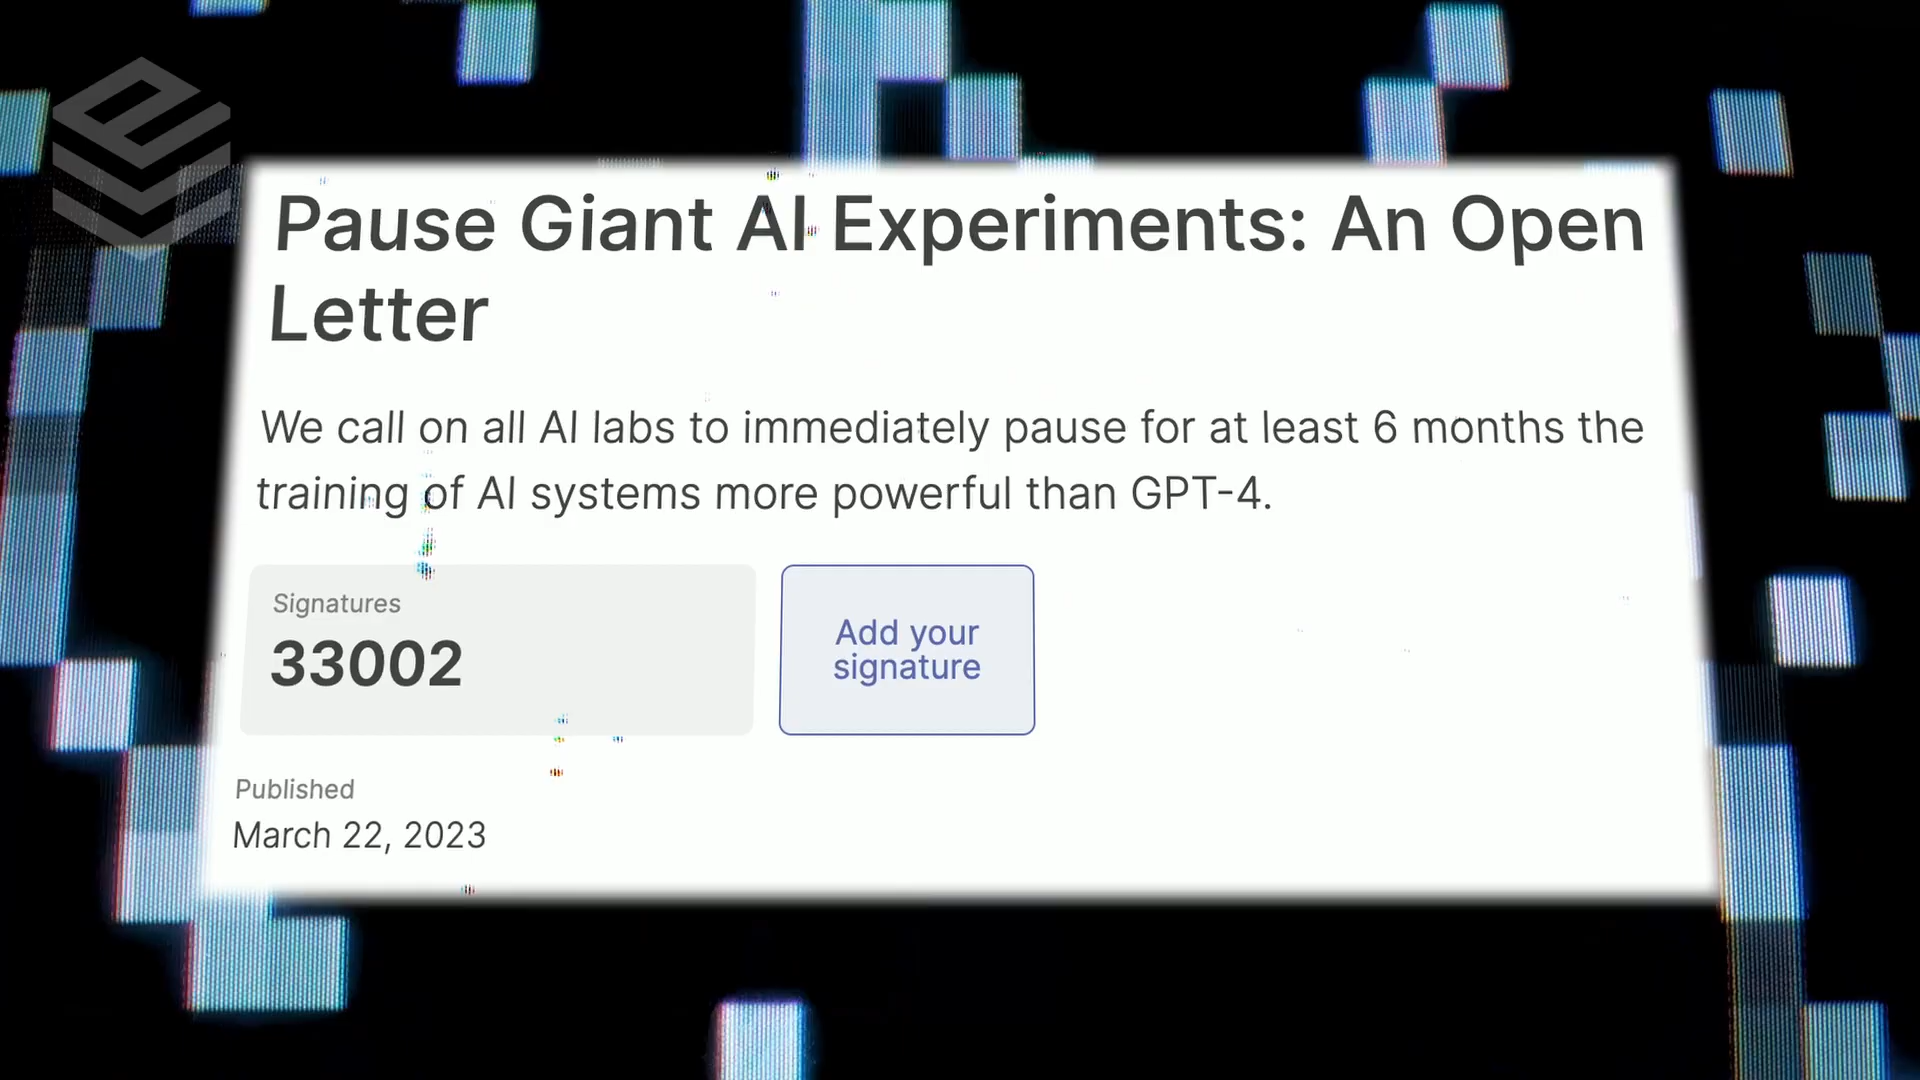 Pause Giant AI Experiments: An Open
Letter
We call on all AI labs to immediately pause for at least 6 months the
training of AI systems more powerful than GPT-4.
Signatures
33002
Add your
signature
Published
March 22, 2023